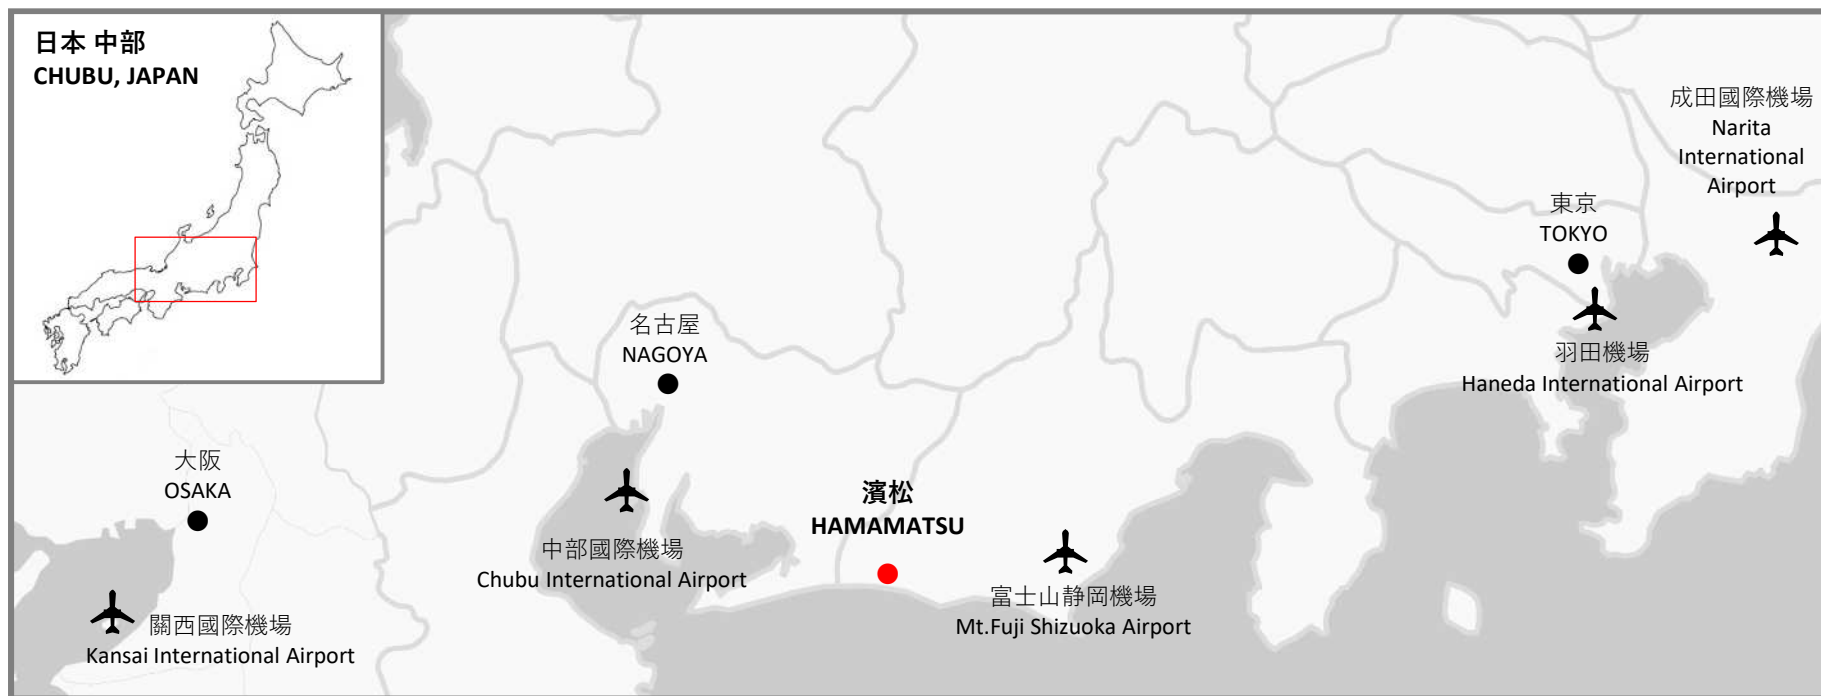 日本 中部
CHUBU, JAPAN
成田國際機場
Narita
International
Airport
東京
TOKYO
羽田機場
Haneda International Airport
名古屋
NAGOYA
大阪
OSAKA
濱松
HAMAMATSU
中部國際機場
Chubu International Airport
富士山静岡機場
Mt.Fuji Shizuoka Airport
關西國際機場
Kansai International Airport